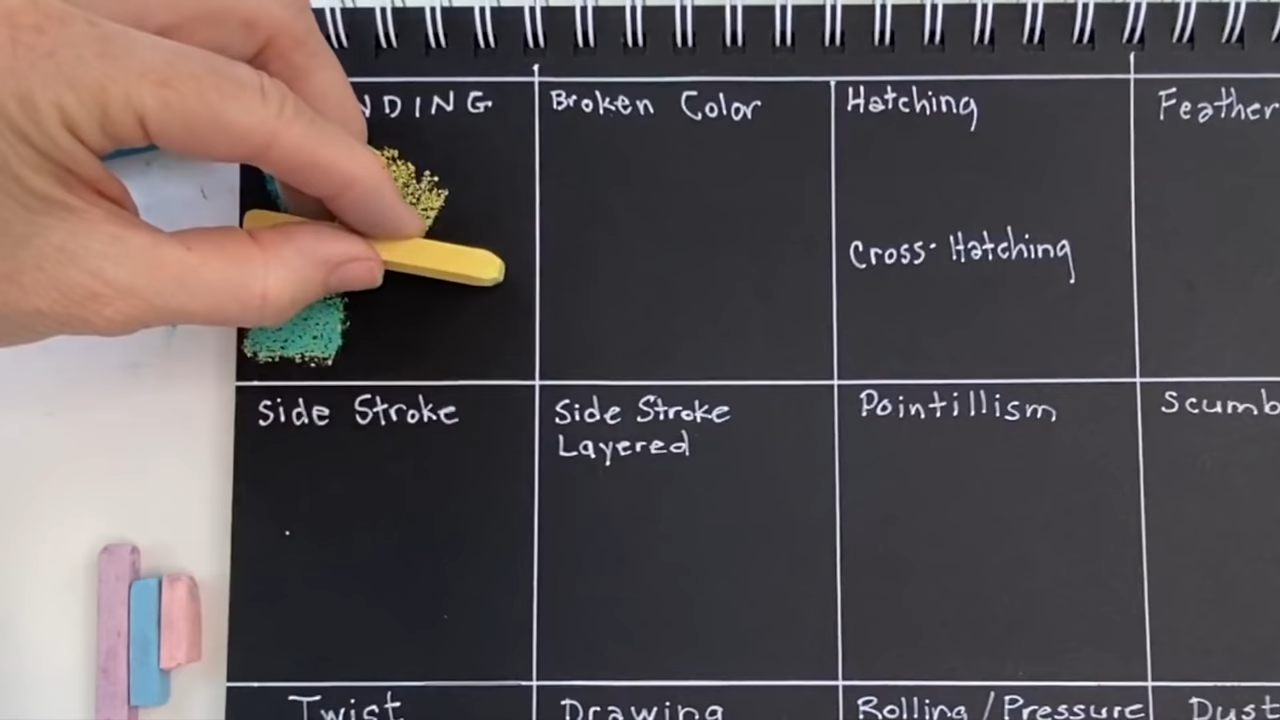 NDING
Broken Color
Hatching
Feather
Cross-Hatching
Side Stroke
Side Stroke
Layered
Pointillism
Scumb
Twist
Drawing
Rolling/Pressure
Dust